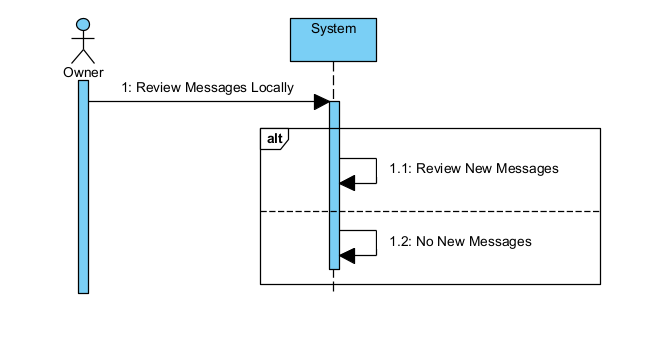 System
Owner
1: Review Messages Locally
alt
1.1: Review New Messages
1.2: No New Messages